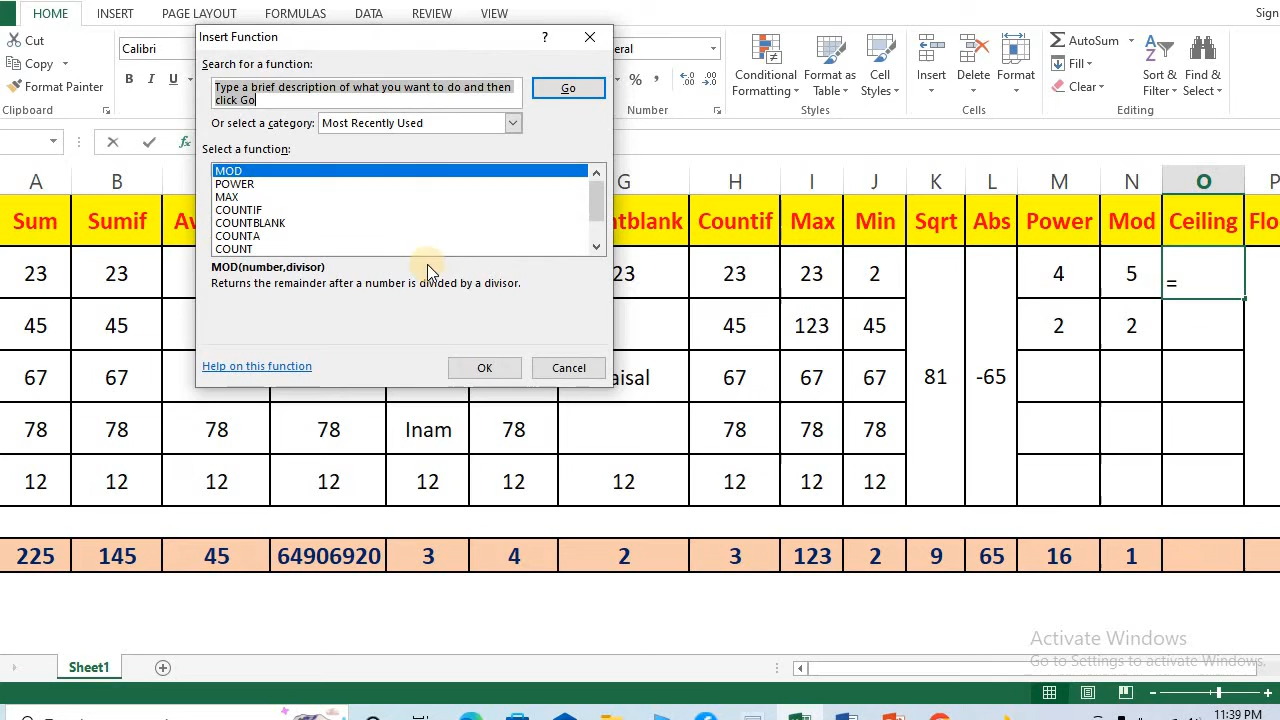 HOME INSERT PAGE LAYOUT FORMULAS DATA REVIEW VIEW Sign
Cut
Copy
Format Painter
Clipboard
Calibri
B I U
Insert Function
? 
Search for a function:
Type a brief description of what you want to do and then
click Go
Go
Or select a category: Most Recently Used
Select a function:
MOD
POWER
MAX
COUNTIF
COUNTBLANK
COUNTA
COUNT
MOD(number,divisor)
Returns the remainder after a number is divided by a divisor.
Help on this function
OK Cancel
eral
% ,
Number
Conditional
Formatting
Format as
Table
Cell
Styles
Styles
Insert Delete Format
Cells
AutoSum
Fill
Clear
Sort &
Filter
Find &
Select
Editing
fx
A B G H I J K L M N O P
Sum Sumif Av ntblank Countif Max Min Sqrt Abs Power Mod Ceiling Flo
23 23 23 23 23 2 4 5 =
45 45 45 123 45 2 2
67 67 aisal 67 67 67 81 -65
78 78 78 78 Inam 78 78 78 78
12 12 12 12 12 12 12 12 12 12
225 145 45 64906920 3 4 2 3 123 2 9 65 16 1
Activate Windows
Go to Settings to activate Windows.
Sheet1
11:39 PM